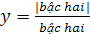 y = |bậc hai| / bậc hai